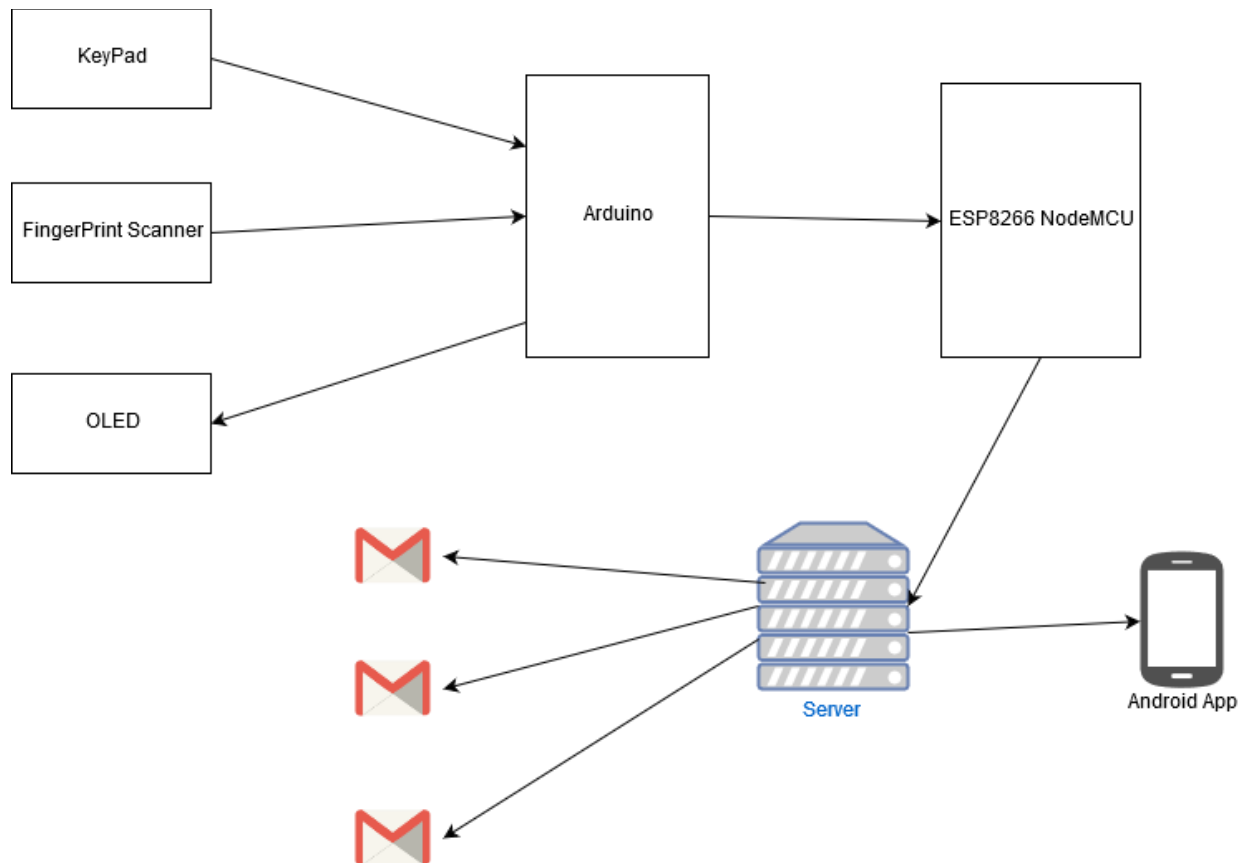 KeyPad
Arduino
ESP8266 NodeMCU
FingerPrint Scanner
OLED
Server
Android App